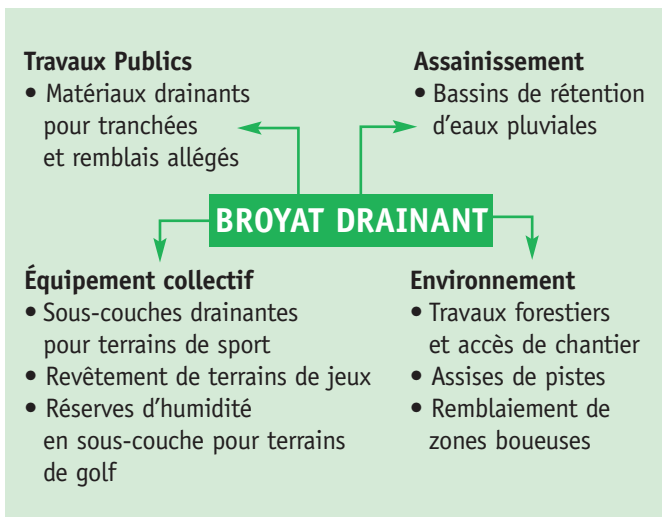 Travaux Publics
• Matériaux drainants
pour tranchées
et remblais allégés
Assainissement
• Bassins de rétention
d'eaux pluviales
BROYAT DRAINANT
Équipement collectif
• Sous-couches drainantes
pour terrains de sport
• Revêtement de terrains de jeux
• Réserves d'humidité
en sous-couche pour terrains
de golf
Environnement
• Travaux forestiers
et accès de chantier
• Assises de pistes
• Remblaiement de
zones boueuses